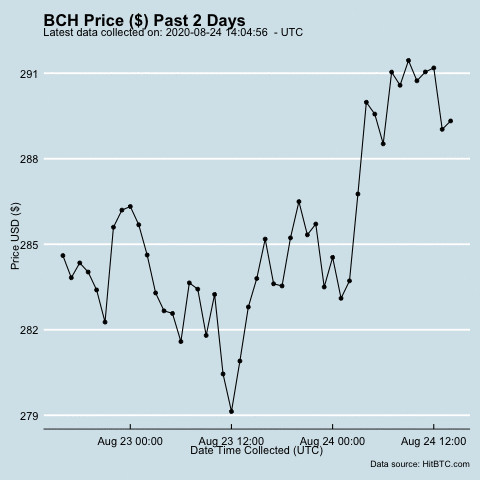 BCH Price ($) Past 2 Days
Latest data collected on: 2020-08-24 14:04:56 - UTC
291
288
285
282
279
Price USD ($)
Aug 23 00:00 Aug 23 12:00 Aug 24 00:00 Aug 24 12:00
Date Time Collected (UTC)
Data source: HitBTC.com